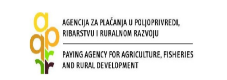 AGENCIJA ZA PLAĆANJA U POLJOPRIVREDI,
RIBARSTVU I RURALNOM RAZVOJU
PAYING AGENCY FOR AGRICULTURE, FISHERIES
AND RURAL DEVELOPMENT